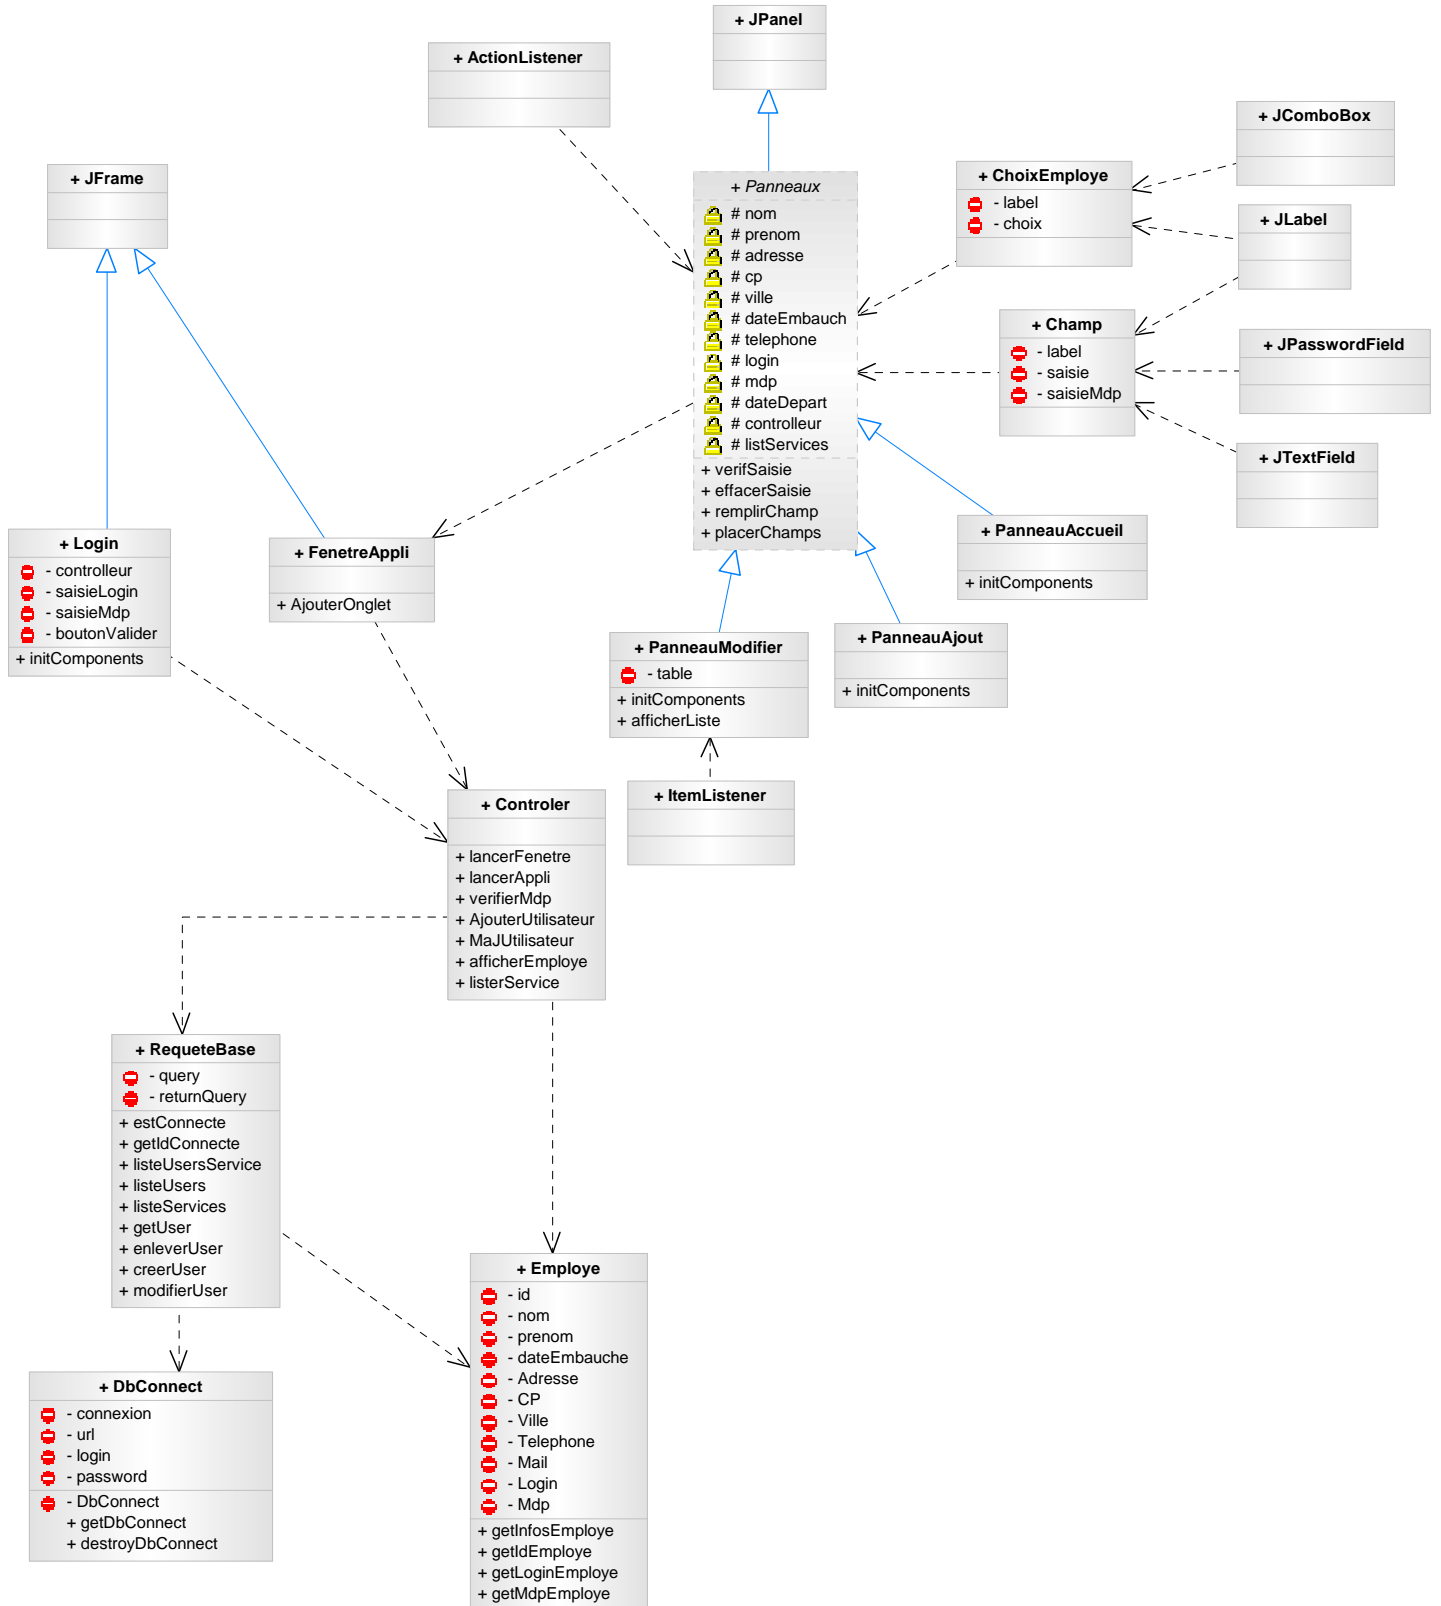 + JPanel
+ ActionListener
+ JComboBox
+ JFrame
+ Panneaux
# nom
# prenom
# adresse
# cp
# ville
# dateEmbauch
# telephone
# login
# mdp
# dateDepart
# controlleur
# listServices
+ verifSaisie
+ effacerSaisie
+ remplirChamp
+ placerChamps
+ ChoixEmploye
- label
- choix
+ JLabel
+ Champ
- label
- saisie
- saisieMdp
+ JPasswordField
+ JTextField
+ Login
- controlleur
- saisieLogin
- saisieMdp
- boutonValider
+ initComponents
+ FenetreAppli
+ AjouterOnglet
+ PanneauAccueil
+ initComponents
+ PanneauModifier
- table
+ initComponents
+ afficherListe
+ PanneauAjout
+ initComponents
+ ItemListener
+ Controler
+ lancerFenetre
+ lancerAppli
+ verifierMdp
+ AjouterUtilisateur
+ MaJUtilisateur
+ afficherEmploye
+ listerService
+ RequeteBase
- query
- returnQuery
+ estConnecte
+ getIdConnecte
+ listeUsersService
+ listeUsers
+ listeServices
+ getUser
+ enleverUser
+ creerUser
+ modifierUser
+ Employe
- id
- nom
- prenom
- dateEmbauche
- Adresse
- CP
- Ville
- Telephone
- Mail
- Login
- Mdp
+ getInfosEmploye
+ getIdEmploye
+ getLoginEmploye
+ getMdpEmploye
+ DbConnect
- connexion
- url
- login
- password
- DbConnect
+ getDbConnect
+ destroyDbConnect